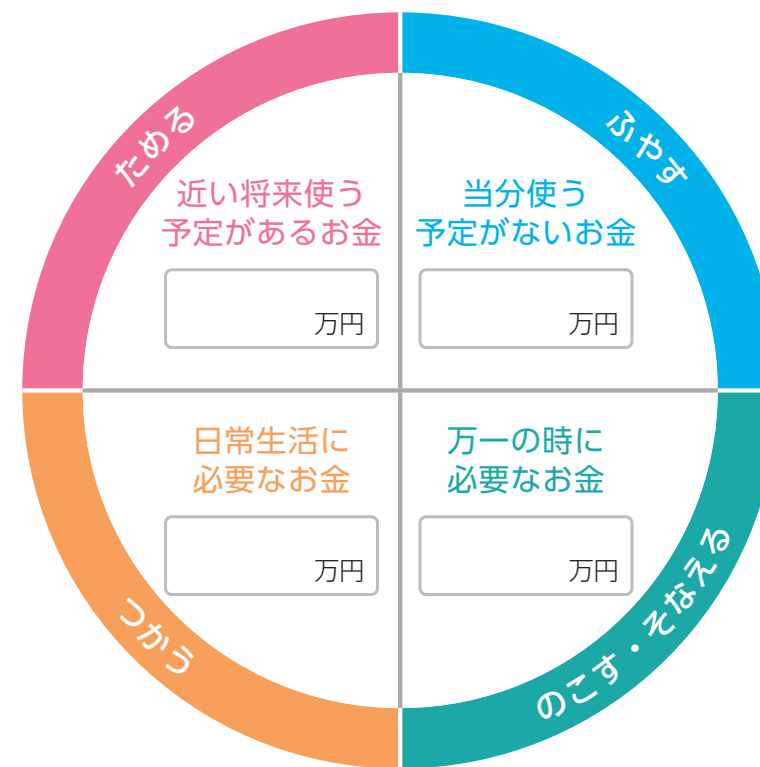 ためる
近い将来使う
予定があるお金
万円
ふやす
当分使う
予定がないお金
万円
つかう
日常生活に
必要なお金
万円
のこす・そなえる
万一の時に
必要なお金
万円